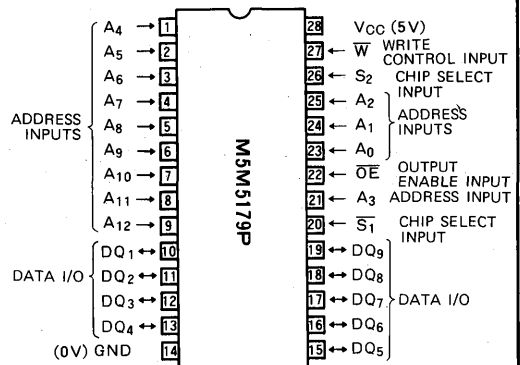 A4 → 1
A5 → 2
A6 → 3
A7 → 4
A8 → 5
A9 → 6
A10 → 7
A11 → 8
A12 → 9
ADDRESS
INPUTS
DQ1 ↔ 10
DQ2 ↔ 11
DQ3 ↔ 12
DQ4 ↔ 13
DATA I/O
(0V) GND 14
M5M5179P
28 VCC (5V)
27 ← W̅ WRITE
CONTROL INPUT
26 ← S2 CHIP SELECT
INPUT
25 ← A2
24 ← A1
23 ← A0
ADDRESS
INPUTS
22 ← O̅E̅ OUTPUT
ENABLE INPUT
21 ← A3 ADDRESS INPUT
20 ← S̅1̅ CHIP SELECT
INPUT
19 ↔ DQ9
18 ↔ DQ8
17 ↔ DQ7
16 ↔ DQ6
15 ↔ DQ5
DATA I/O